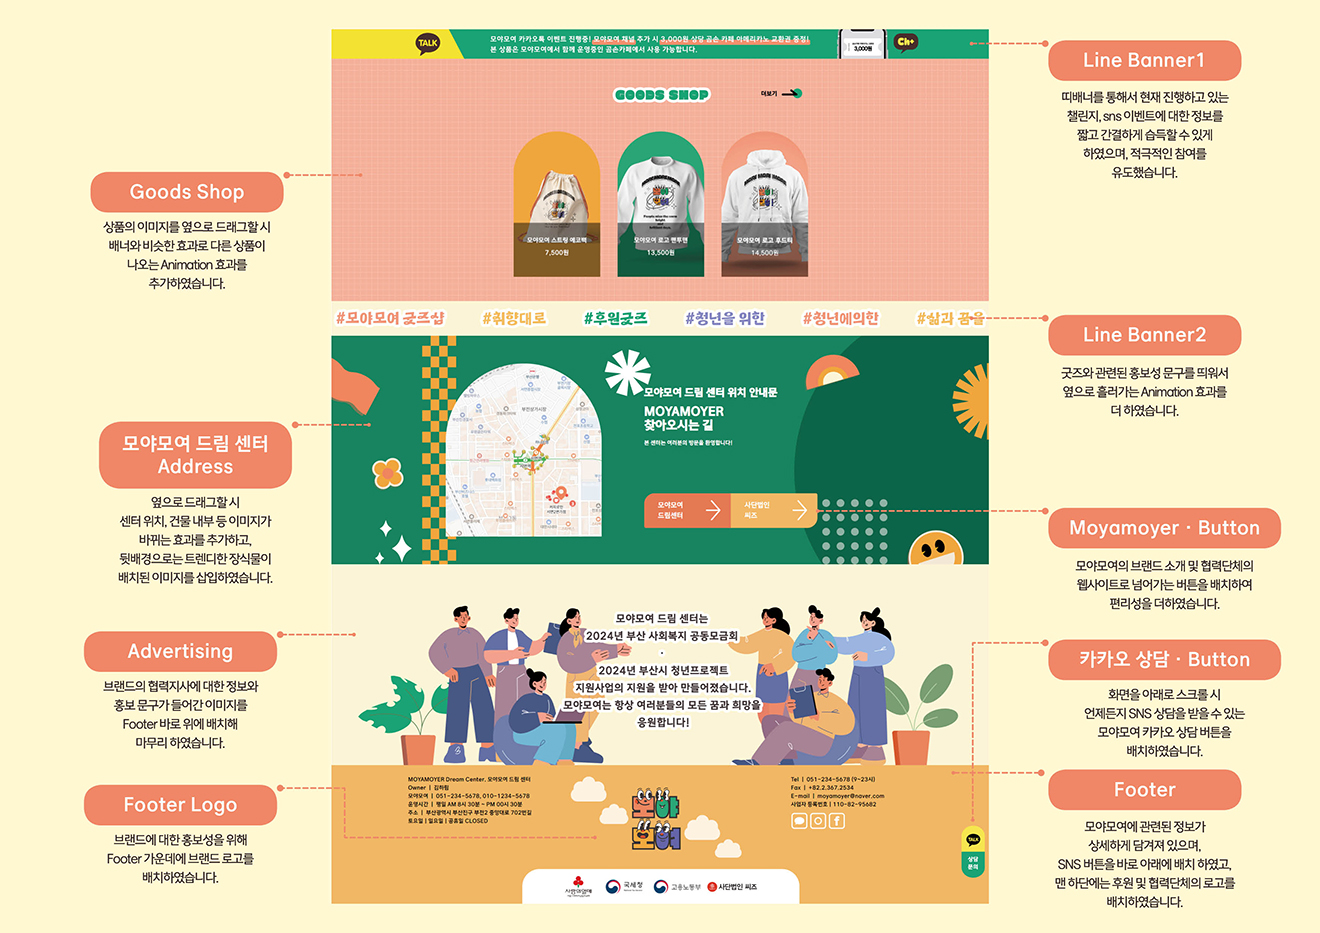 TALK
모야모여 카카오톡 이벤트 진행중! 모야모여 채널 추가 시 3,000원 상당 곰손 카페 아메리카노 교환권 증정!
본 상품은 모야모여에서 함께 운영중인 곰손카페에서 사용 가능합니다.
3,000원
Ch+
GOODS SHOP
더보기
모야모여 스트링 에코백
7,500원
모야모여 로고 맨투맨
13,500원
모야모여 로고 후드티
14,500원
#모야모여 굿즈샵
#취향대로
#후원굿즈
#청년을 위한
#청년에의한
#삶과 꿈을
모야모여 드림 센터 위치 안내문
MOYAMOYER
찾아오시는 길
본 센터는 여러분의 방문을 환영합니다!
모야모여
드림센터
사단법인
씨즈
모야모여 드림 센터는
2024년 부산 사회복지 공동모금회
·
2024년 부산시 청년프로젝트
지원사업의 지원을 받아 만들어졌습니다.
모야모여는 항상 여러분들의 모든 꿈과 희망을
응원합니다!
MOYAMOYER Dream Center, 모야모여 드림 센터
Owner | 김하림
모야모여 | 051-234-5678, 010-1234-5678
운영시간 | 평일 AM 8시 30분 ~ PM 00시 30분
주소 | 부산광역시 부산진구 부전2 중앙대로 702번길
토요일 | 일요일 | 공휴일 CLOSED
모야
모여
Tel | 051-234-5678 (9~23시)
Fax | +82.2.367.2534
E-mail | moyamoyer@naver.com
사업자 등록번호 | 110-82-95682
TALK
상담
문의
사랑의열매
국세청
고용노동부
사단법인 씨즈
Goods Shop
상품의 이미지를 옆으로 드래그할 시
배너와 비슷한 효과로 다른 상품이
나오는 Animation 효과를
추가하였습니다.
모야모여 드림 센터
Address
옆으로 드래그할 시
센터 위치, 건물 내부 등 이미지가
바뀌는 효과를 추가하고,
뒷배경으로는 트렌디한 장식물이
배치된 이미지를 삽입하였습니다.
Advertising
브랜드의 협력지사에 대한 정보와
홍보 문구가 들어간 이미지를
Footer 바로 위에 배치해
마무리 하였습니다.
Footer Logo
브랜드에 대한 홍보성을 위해
Footer 가운데에 브랜드 로고를
배치하였습니다.
Line Banner1
띠배너를 통해서 현재 진행하고 있는
챌린지, sns 이벤트에 대한 정보를
짧고 간결하게 습득할 수 있게
하였으며, 적극적인 참여를
유도했습니다.
Line Banner2
굿즈와 관련된 홍보성 문구를 띄워서
옆으로 흘러가는 Animation 효과를
더 하였습니다.
Moyamoyer · Button
모야모여의 브랜드 소개 및 협력단체의
웹사이트로 넘어가는 버튼을 배치하여
편리성을 더하였습니다.
카카오 상담 · Button
화면을 아래로 스크롤 시
언제든지 SNS 상담을 받을 수 있는
모야모여 카카오 상담 버튼을
배치하였습니다.
Footer
모야모여에 관련된 정보가
상세하게 담겨져 있으며,
SNS 버튼을 바로 아래에 배치 하였고,
맨 하단에는 후원 및 협력단체의 로고를
배치하였습니다.